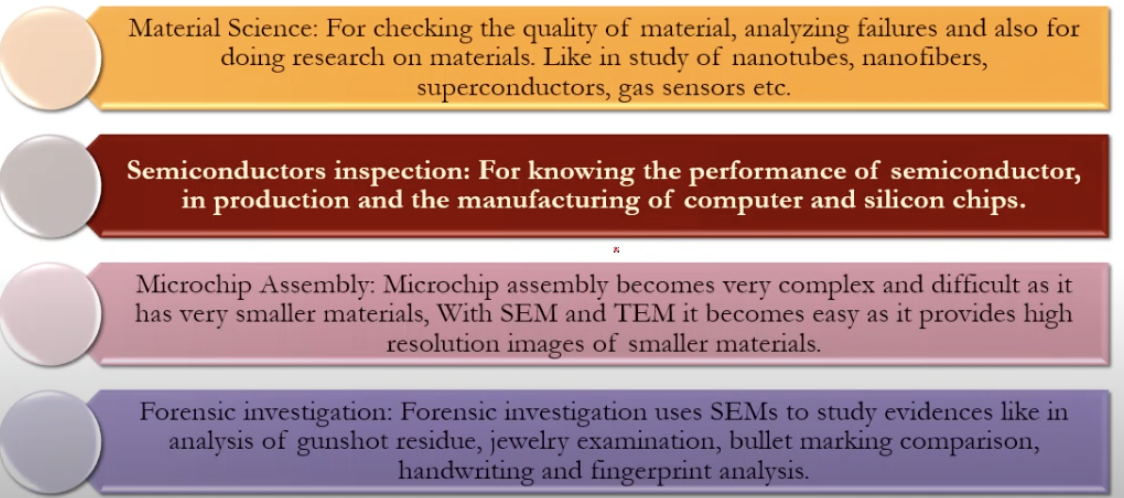 Material Science: For checking the quality of material, analyzing failures and also for
doing research on materials. Like in study of nanotubes, nanofibers,
superconductors, gas sensors etc.
Semiconductors inspection: For knowing the performance of semiconductor,
in production and the manufacturing of computer and silicon chips.
Microchip Assembly: Microchip assembly becomes very complex and difficult as it
has very smaller materials, With SEM and TEM it becomes easy as it provides high
resolution images of smaller materials.
Forensic investigation: Forensic investigation uses SEMs to study evidences like in
analysis of gunshot residue, jewelry examination, bullet marking comparison,
handwriting and fingerprint analysis.